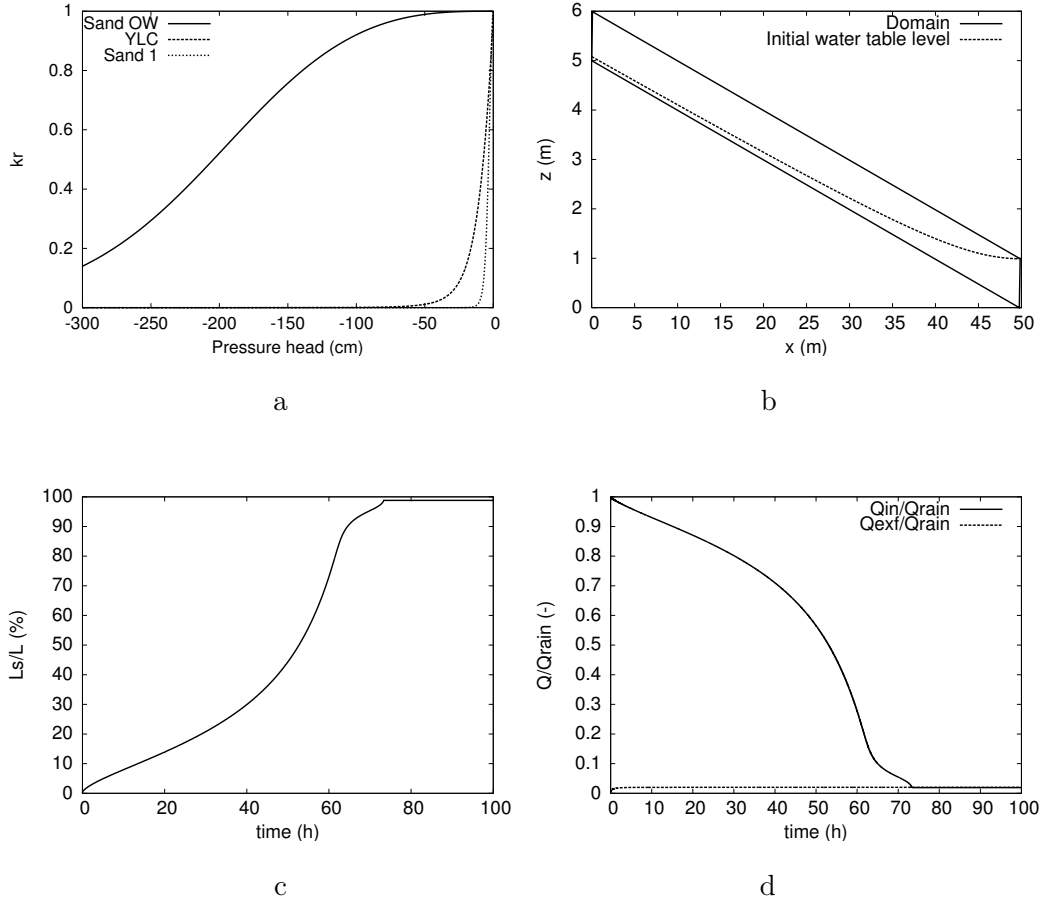 Sand OW
YLC
Sand 1
1
0.8
0.6
0.4
0.2
0
kr
-300 -250 -200 -150 -100 -50 0
Pressure head (cm)
a
Domain
Initial water table level
6
5
4
3
2
1
0
z (m)
0 5 10 15 20 25 30 35 40 45 50
x (m)
b
100
90
80
70
60
50
40
30
20
10
0
Ls/L (%)
0 20 40 60 80 100
time (h)
c
Qin/Qrain
Qexf/Qrain
1
0.9
0.8
0.7
0.6
0.5
0.4
0.3
0.2
0.1
0
Q/Qrain (-)
0 10 20 30 40 50 60 70 80 90 100
time (h)
d